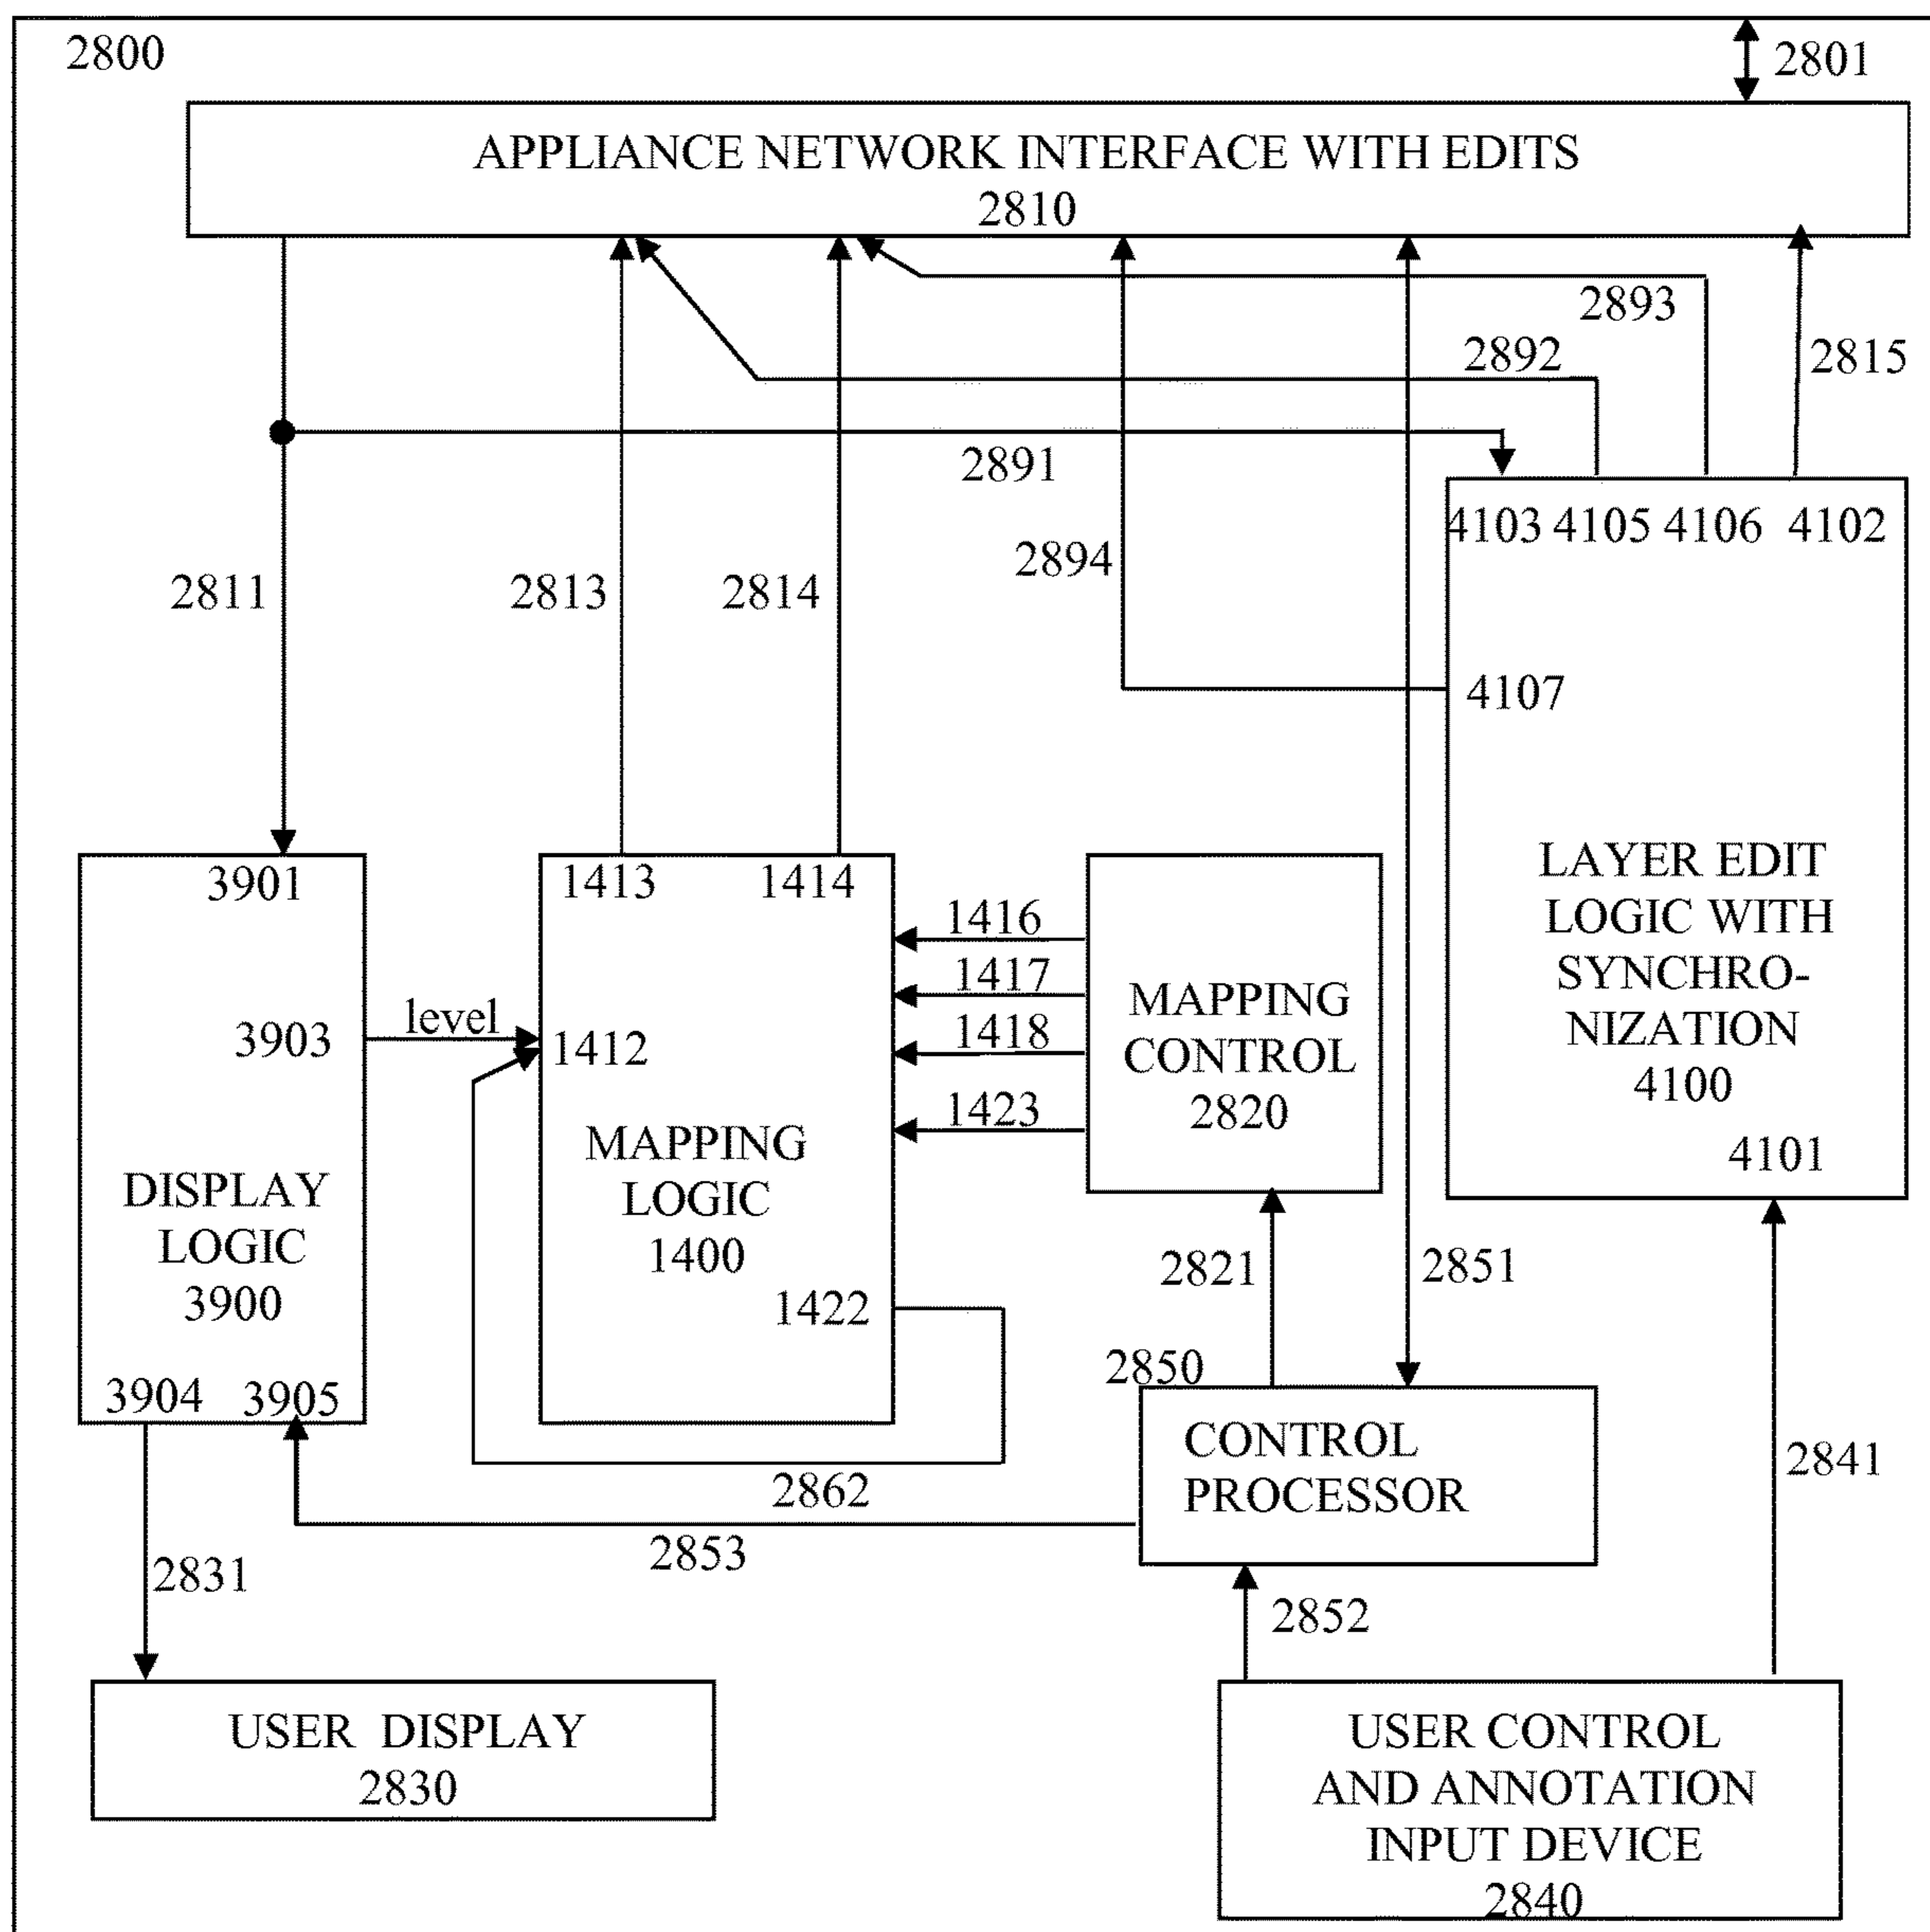 2800
2801
APPLIANCE NETWORK INTERFACE WITH EDITS
2810
2893
2892
2815
2891
4103 4105 4106 4102
2894
2811
2813
2814
4107
3901
1413
1414
1416
1417
1418
1423
level
3903
1412
MAPPING
CONTROL
2820
LAYER EDIT
LOGIC WITH
SYNCHRO-
NIZATION
4100
4101
MAPPING
LOGIC
1400
1422
DISPLAY
LOGIC
3900
3904
3905
2821
2851
2850
CONTROL
PROCESSOR
2841
2862
2853
2831
2852
USER DISPLAY
2830
USER CONTROL
AND ANNOTATION
INPUT DEVICE
2840